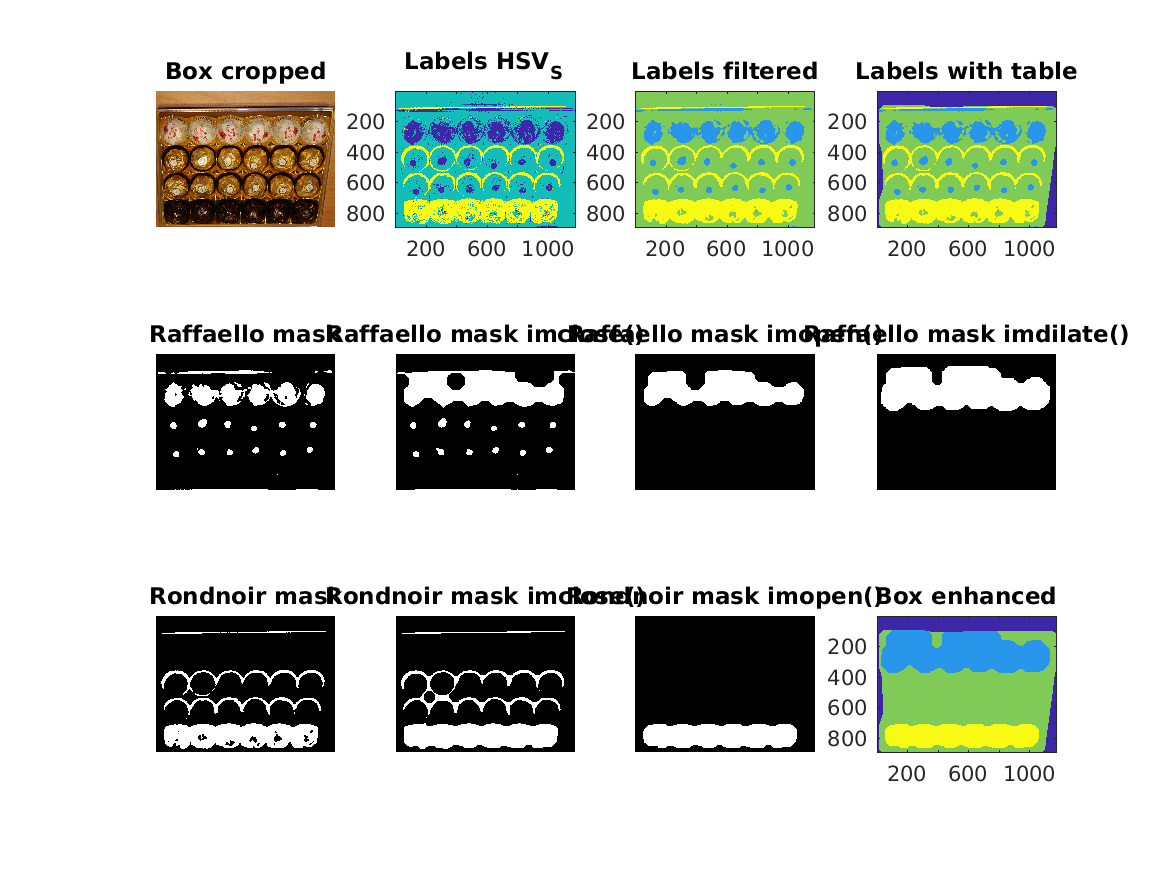 Box cropped
Labels HSV_S
Labels filtered
Labels with table
200
400
600
800
200 600 1000
200
400
600
800
200 600 1000
200
400
600
800
200 600 1000
Raffaello mask
Raffaello mask imclose()
Raffaello mask imopen()
Raffaello mask imdilate()
Rondnoir mask
Rondnoir mask imclose()
Rondnoir mask imopen()
Box enhanced
200
400
600
800
200 600 1000